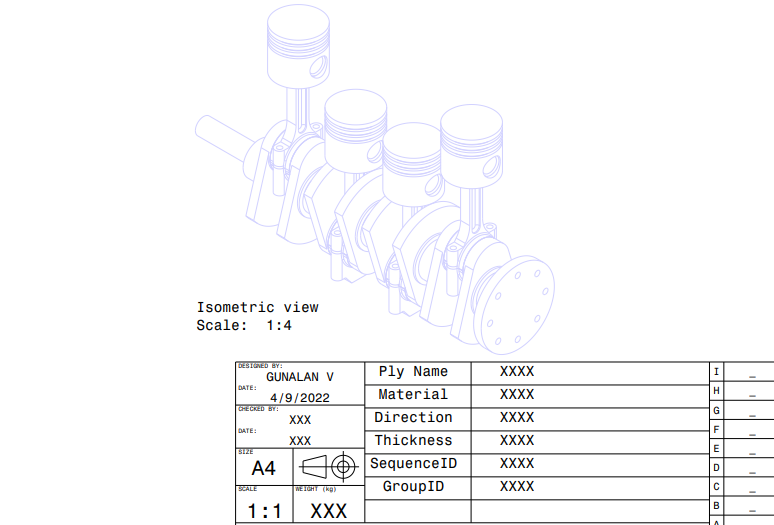 Isometric view
Scale: 1:4
DESIGNED BY:
GUNALAN V
DATE:
4/9/2022
CHECKED BY:
XXX
DATE:
XXX
SIZE
A4
SCALE
1:1
WEIGHT (kg)
XXX
Ply Name XXXX
Material XXXX
Direction XXXX
Thickness XXXX
SequenceID XXXX
GroupID XXXX
I _
H _
G _
F _
E _
D _
C _
B _
A